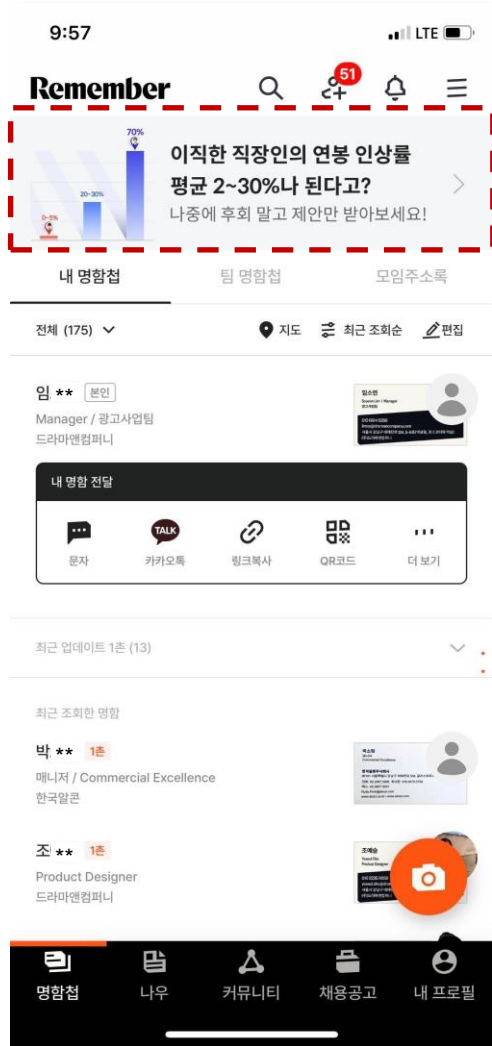 9:57
LTE
Remember
51
70%
20~30%
0~5%
이직한 직장인의 연봉 인상률
평균 2~30%나 된다고?
나중에 후회 말고 제안만 받아보세요!
내 명함첩
팀 명함첩
모임주소록
전체 (175)
지도
최근 조회순
편집
임 ** 본인
Manager / 광고사업팀
드라마앤컴퍼니
내 명함 전달
TALK
문자
카카오톡
링크복사
QR코드
더 보기
최근 업데이트 1촌 (13)
최근 조회한 명함
박 ** 1촌
매니저 / Commercial Excellence
한국알콘
조 ** 1촌
Product Designer
드라마앤컴퍼니
명함첩
나우
커뮤니티
채용공고
내 프로필